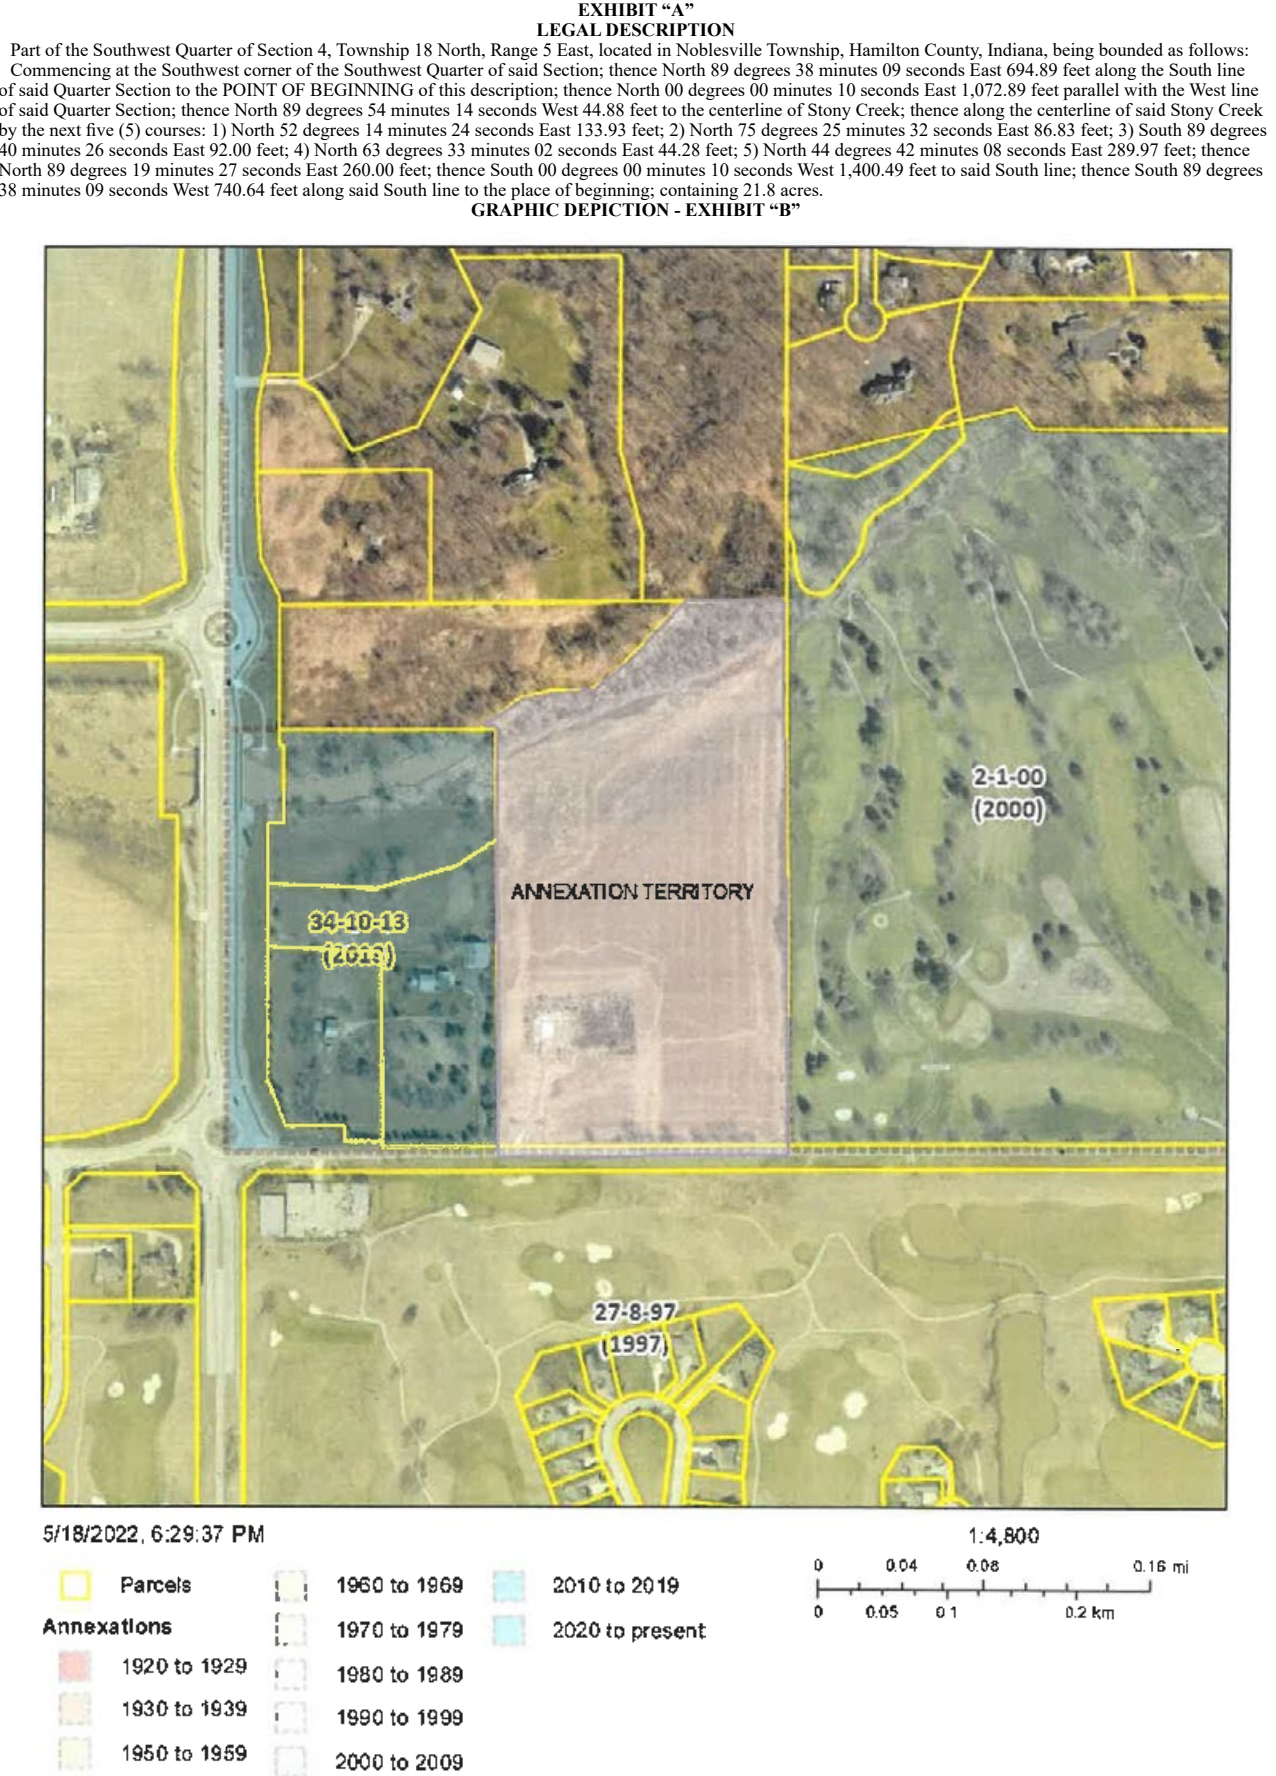 EXHIBIT “A”
LEGAL DESCRIPTION
Part of the Southwest Quarter of Section 4, Township 18 North, Range 5 East, located in Noblesville Township, Hamilton County, Indiana, being bounded as follows:
Commencing at the Southwest corner of the Southwest Quarter of said Section; thence North 89 degrees 38 minutes 09 seconds East 694.89 feet along the South line
of said Quarter Section to the POINT OF BEGINNING of this description; thence North 00 degrees 00 minutes 10 seconds East 1,072.89 feet parallel with the West line
of said Quarter Section; thence North 89 degrees 54 minutes 14 seconds West 44.88 feet to the centerline of Stony Creek; thence along the centerline of said Stony Creek
by the next five (5) courses: 1) North 52 degrees 14 minutes 24 seconds East 133.93 feet; 2) North 75 degrees 25 minutes 32 seconds East 86.83 feet; 3) South 89 degrees
40 minutes 26 seconds East 92.00 feet; 4) North 63 degrees 33 minutes 02 seconds East 44.28 feet; 5) North 44 degrees 42 minutes 08 seconds East 289.97 feet; thence
North 89 degrees 19 minutes 27 seconds East 260.00 feet; thence South 00 degrees 00 minutes 10 seconds West 1,400.49 feet to said South line; thence South 89 degrees
38 minutes 09 seconds West 740.64 feet along said South line to the place of beginning; containing 21.8 acres.
GRAPHIC DEPICTION - EXHIBIT “B”
2-1-00
(2000)
ANNEXATION TERRITORY
34-10-13
(2013)
27-8-97
(1997)
5/18/2022, 6:29:37 PM
1:4,800
0 0.04 0.08 0.16 mi
0 0.05 0.1 0.2 km
Parcels
Annexations
1920 to 1929
1930 to 1939
1950 to 1959
1960 to 1969
1970 to 1979
1980 to 1989
1990 to 1999
2000 to 2009
2010 to 2019
2020 to present